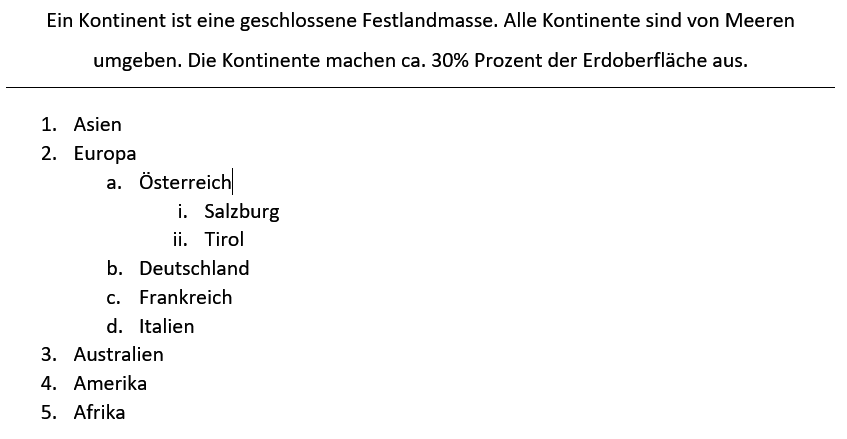 Ein Kontinent ist eine geschlossene Festlandmasse. Alle Kontinente sind von Meeren
umgeben. Die Kontinente machen ca. 30% Prozent der Erdoberfläche aus.
1. Asien
2. Europa
a. Österreich
i. Salzburg
ii. Tirol
b. Deutschland
c. Frankreich
d. Italien
3. Australien
4. Amerika
5. Afrika